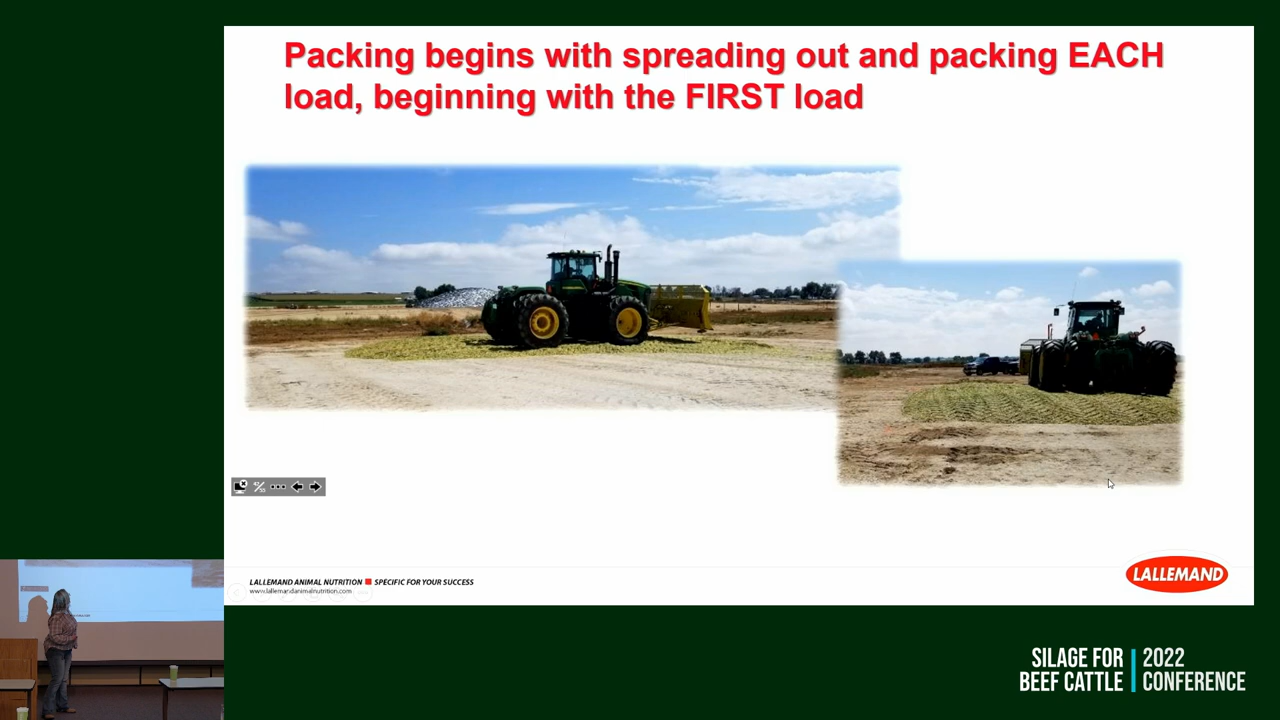 Packing begins with spreading out and packing EACH
load, beginning with the FIRST load
LALLEMAND ANIMAL NUTRITION ■ SPECIFIC FOR YOUR SUCCESS
www.lallemandanimalnutrition.com
LALLEMAND
SILAGE FOR
BEEF CATTLE
2022
CONFERENCE